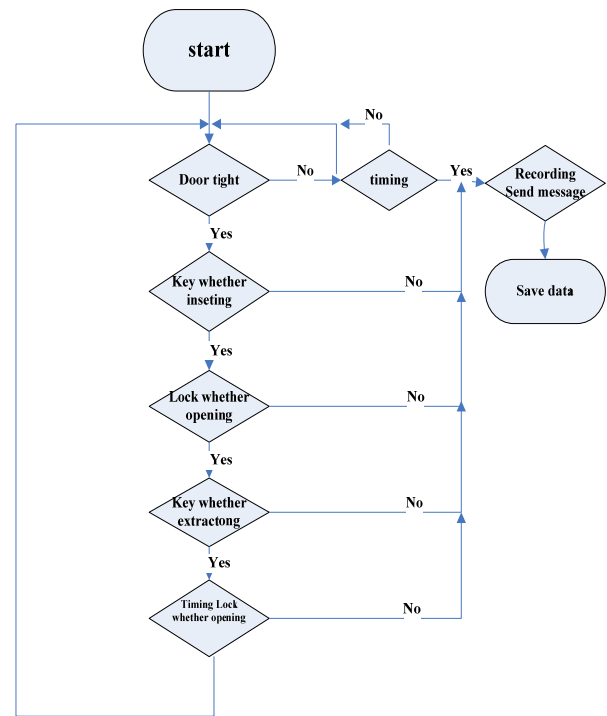 start
No
Door tight
No
timing
Yes
Recording
Send message
Yes
Key whether
inseting
No
Save data
Yes
Lock whether
opening
No
Yes
Key whether
extractong
No
Yes
Timing Lock
whether opening
No